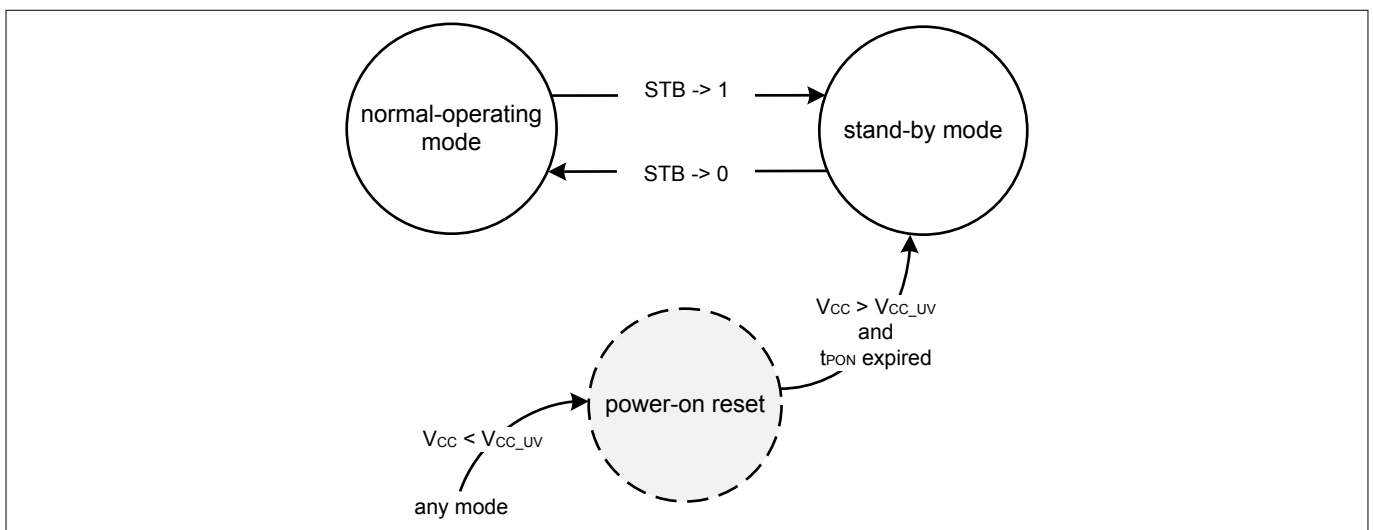 normal-operating
mode
STB -> 1
stand-by mode
STB -> 0
VCC > VCC_UV
and
tPON expired
power-on reset
VCC < VCC_UV
any mode